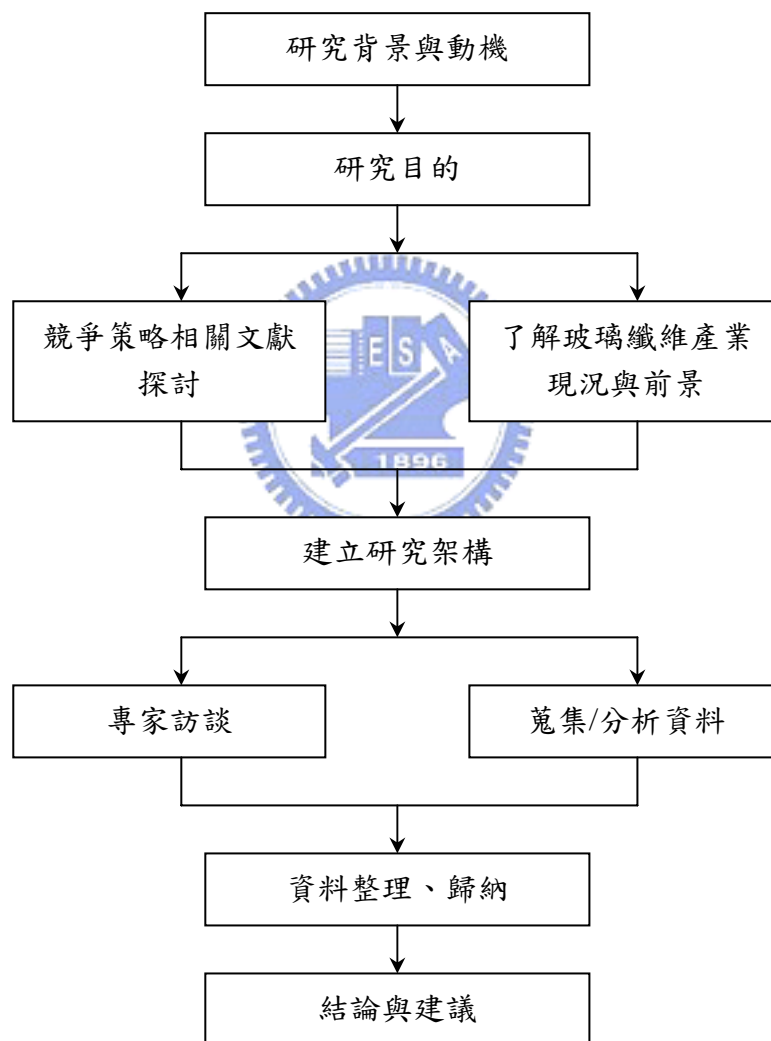 研究背景與動機
研究目的
競爭策略相關文獻
探討
了解玻璃纖維產業
現況與前景
E S A
1896
建立研究架構
專家訪談
蒐集/分析資料
資料整理、歸納
結論與建議